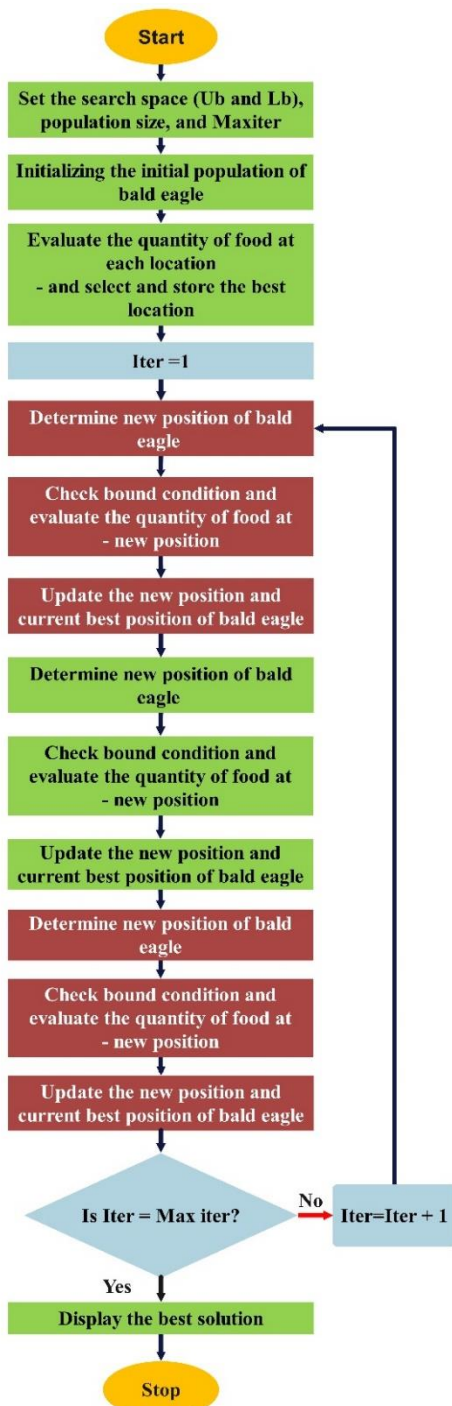 Start
Set the search space (Ub and Lb),
population size, and Maxiter
Initializing the initial population of
bald eagle
Evaluate the quantity of food at
each location
- and select and store the best
location
Iter =1
Determine new position of bald
eagle
Check bound condition and
evaluate the quantity of food at
- new position
Update the new position and
current best position of bald eagle
Determine new position of bald
eagle
Check bound condition and
evaluate the quantity of food at
- new position
Update the new position and
current best position of bald eagle
Determine new position of bald
eagle
Check bound condition and
evaluate the quantity of food at
- new position
Update the new position and
current best position of bald eagle
Is Iter = Max iter?
No
Iter=Iter + 1
Yes
Display the best solution
Stop